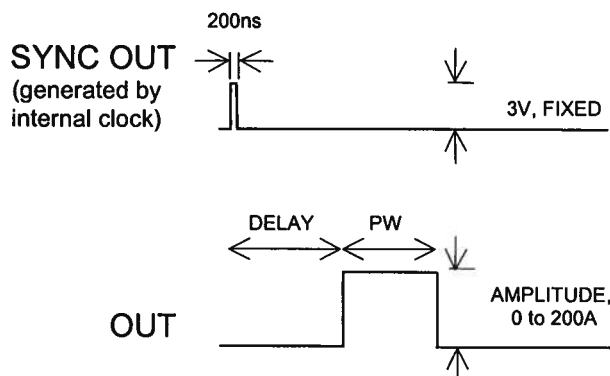 200ns
SYNC OUT
(generated by
internal clock)
3V, FIXED
DELAY
PW
AMPLITUDE,
0 to 200A
OUT